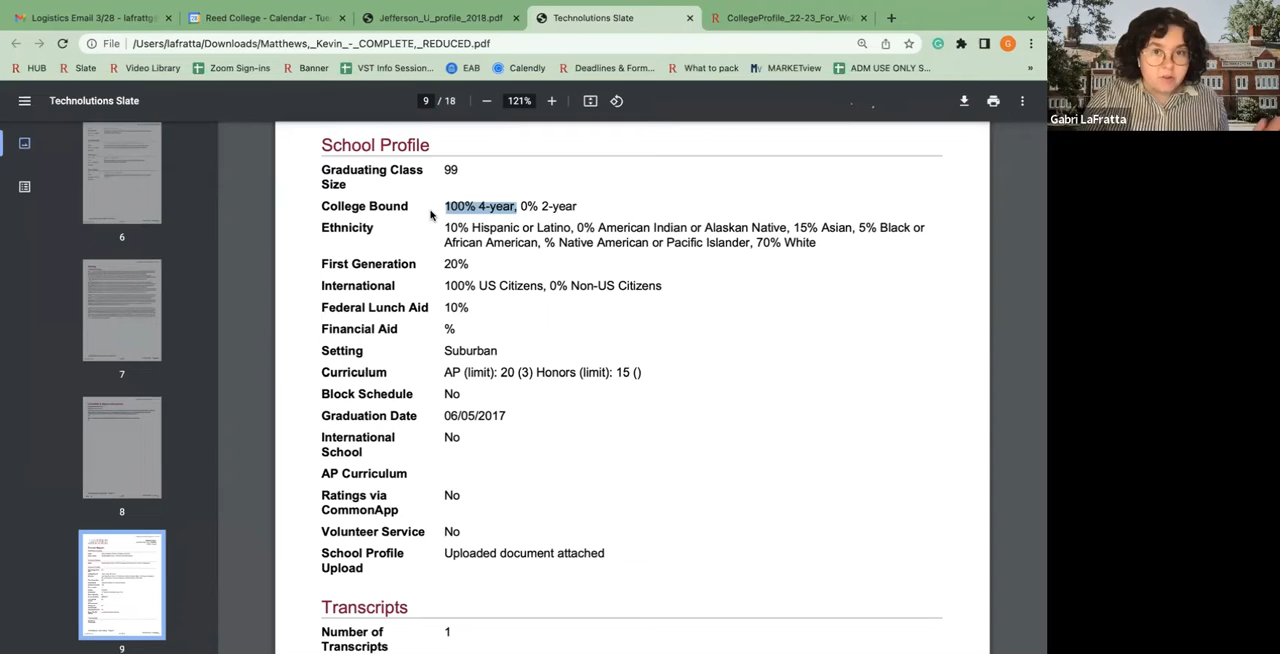 Logistics Email 3/28 - lafrattg
Reed College - Calendar - Tue
Jefferson_U_profile_2018.pdf
Technolutions Slate
CollegeProfile_22-23_For_We
File /Users/lafratta/Downloads/Matthews,_Kevin_-_COMPLETE,_REDUCED.pdf
HUB
Slate
Video Library
Zoom Sign-ins
Banner
VST Info Session...
FAB
Calendly
Deadlines & Form...
What to pack
MARKETview
ADM USE ONLY S...
»
Technolutions Slate
9 / 18
121%
Gabri LaFratta
6
7
8
9
School Profile
Graduating Class Size 99
College Bound 100% 4-year, 0% 2-year
Ethnicity 10% Hispanic or Latino, 0% American Indian or Alaskan Native, 15% Asian, 5% Black or
African American, % Native American or Pacific Islander, 70% White
First Generation 20%
International 100% US Citizens, 0% Non-US Citizens
Federal Lunch Aid 10%
Financial Aid %
Setting Suburban
Curriculum AP (limit): 20 (3) Honors (limit): 15 ()
Block Schedule No
Graduation Date 06/05/2017
International School No
AP Curriculum
Ratings via CommonApp No
Volunteer Service No
School Profile Upload Uploaded document attached
Transcripts
Number of Transcripts 1